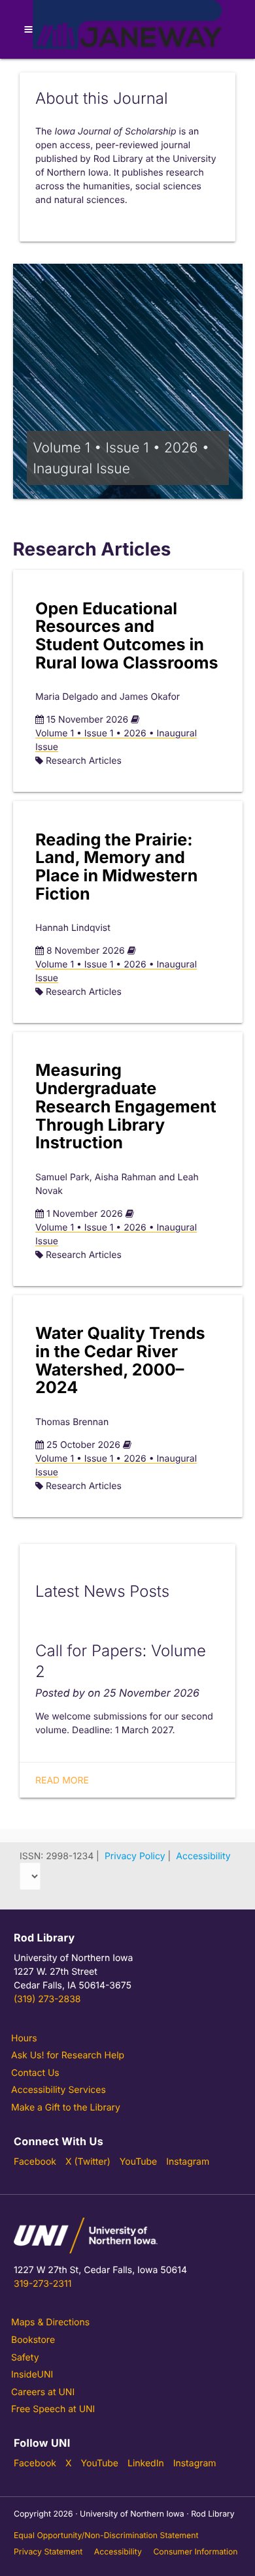 JANEWAY
About this Journal
The Iowa Journal of Scholarship is an
open access, peer-reviewed journal
published by Rod Library at the University
of Northern Iowa. It publishes research
across the humanities, social sciences
and natural sciences.
Volume 1 • Issue 1 • 2026 •
Inaugural Issue
Research Articles
Open Educational
Resources and
Student Outcomes in
Rural Iowa Classrooms
Maria Delgado and James Okafor
15 November 2026
Volume 1 • Issue 1 • 2026 • Inaugural
Issue
Research Articles
Reading the Prairie:
Land, Memory and
Place in Midwestern
Fiction
Hannah Lindqvist
8 November 2026
Volume 1 • Issue 1 • 2026 • Inaugural
Issue
Research Articles
Measuring
Undergraduate
Research Engagement
Through Library
Instruction
Samuel Park, Aisha Rahman and Leah
Novak
1 November 2026
Volume 1 • Issue 1 • 2026 • Inaugural
Issue
Research Articles
Water Quality Trends
in the Cedar River
Watershed, 2000–
2024
Thomas Brennan
25 October 2026
Volume 1 • Issue 1 • 2026 • Inaugural
Issue
Research Articles
Latest News Posts
Call for Papers: Volume
2
Posted by on 25 November 2026
We welcome submissions for our second
volume. Deadline: 1 March 2027.
READ MORE
ISSN: 2998-1234 | Privacy Policy | Accessibility
Rod Library
University of Northern Iowa
1227 W. 27th Street
Cedar Falls, IA 50614-3675
(319) 273-2838
Hours
Ask Us! for Research Help
Contact Us
Accessibility Services
Make a Gift to the Library
Connect With Us
Facebook X (Twitter) YouTube Instagram
UNI University of
Northern Iowa.
1227 W 27th St, Cedar Falls, Iowa 50614
319-273-2311
Maps & Directions
Bookstore
Safety
InsideUNI
Careers at UNI
Free Speech at UNI
Follow UNI
Facebook X YouTube LinkedIn Instagram
Copyright 2026 · University of Northern Iowa · Rod Library
Equal Opportunity/Non-Discrimination Statement
Privacy Statement Accessibility Consumer Information